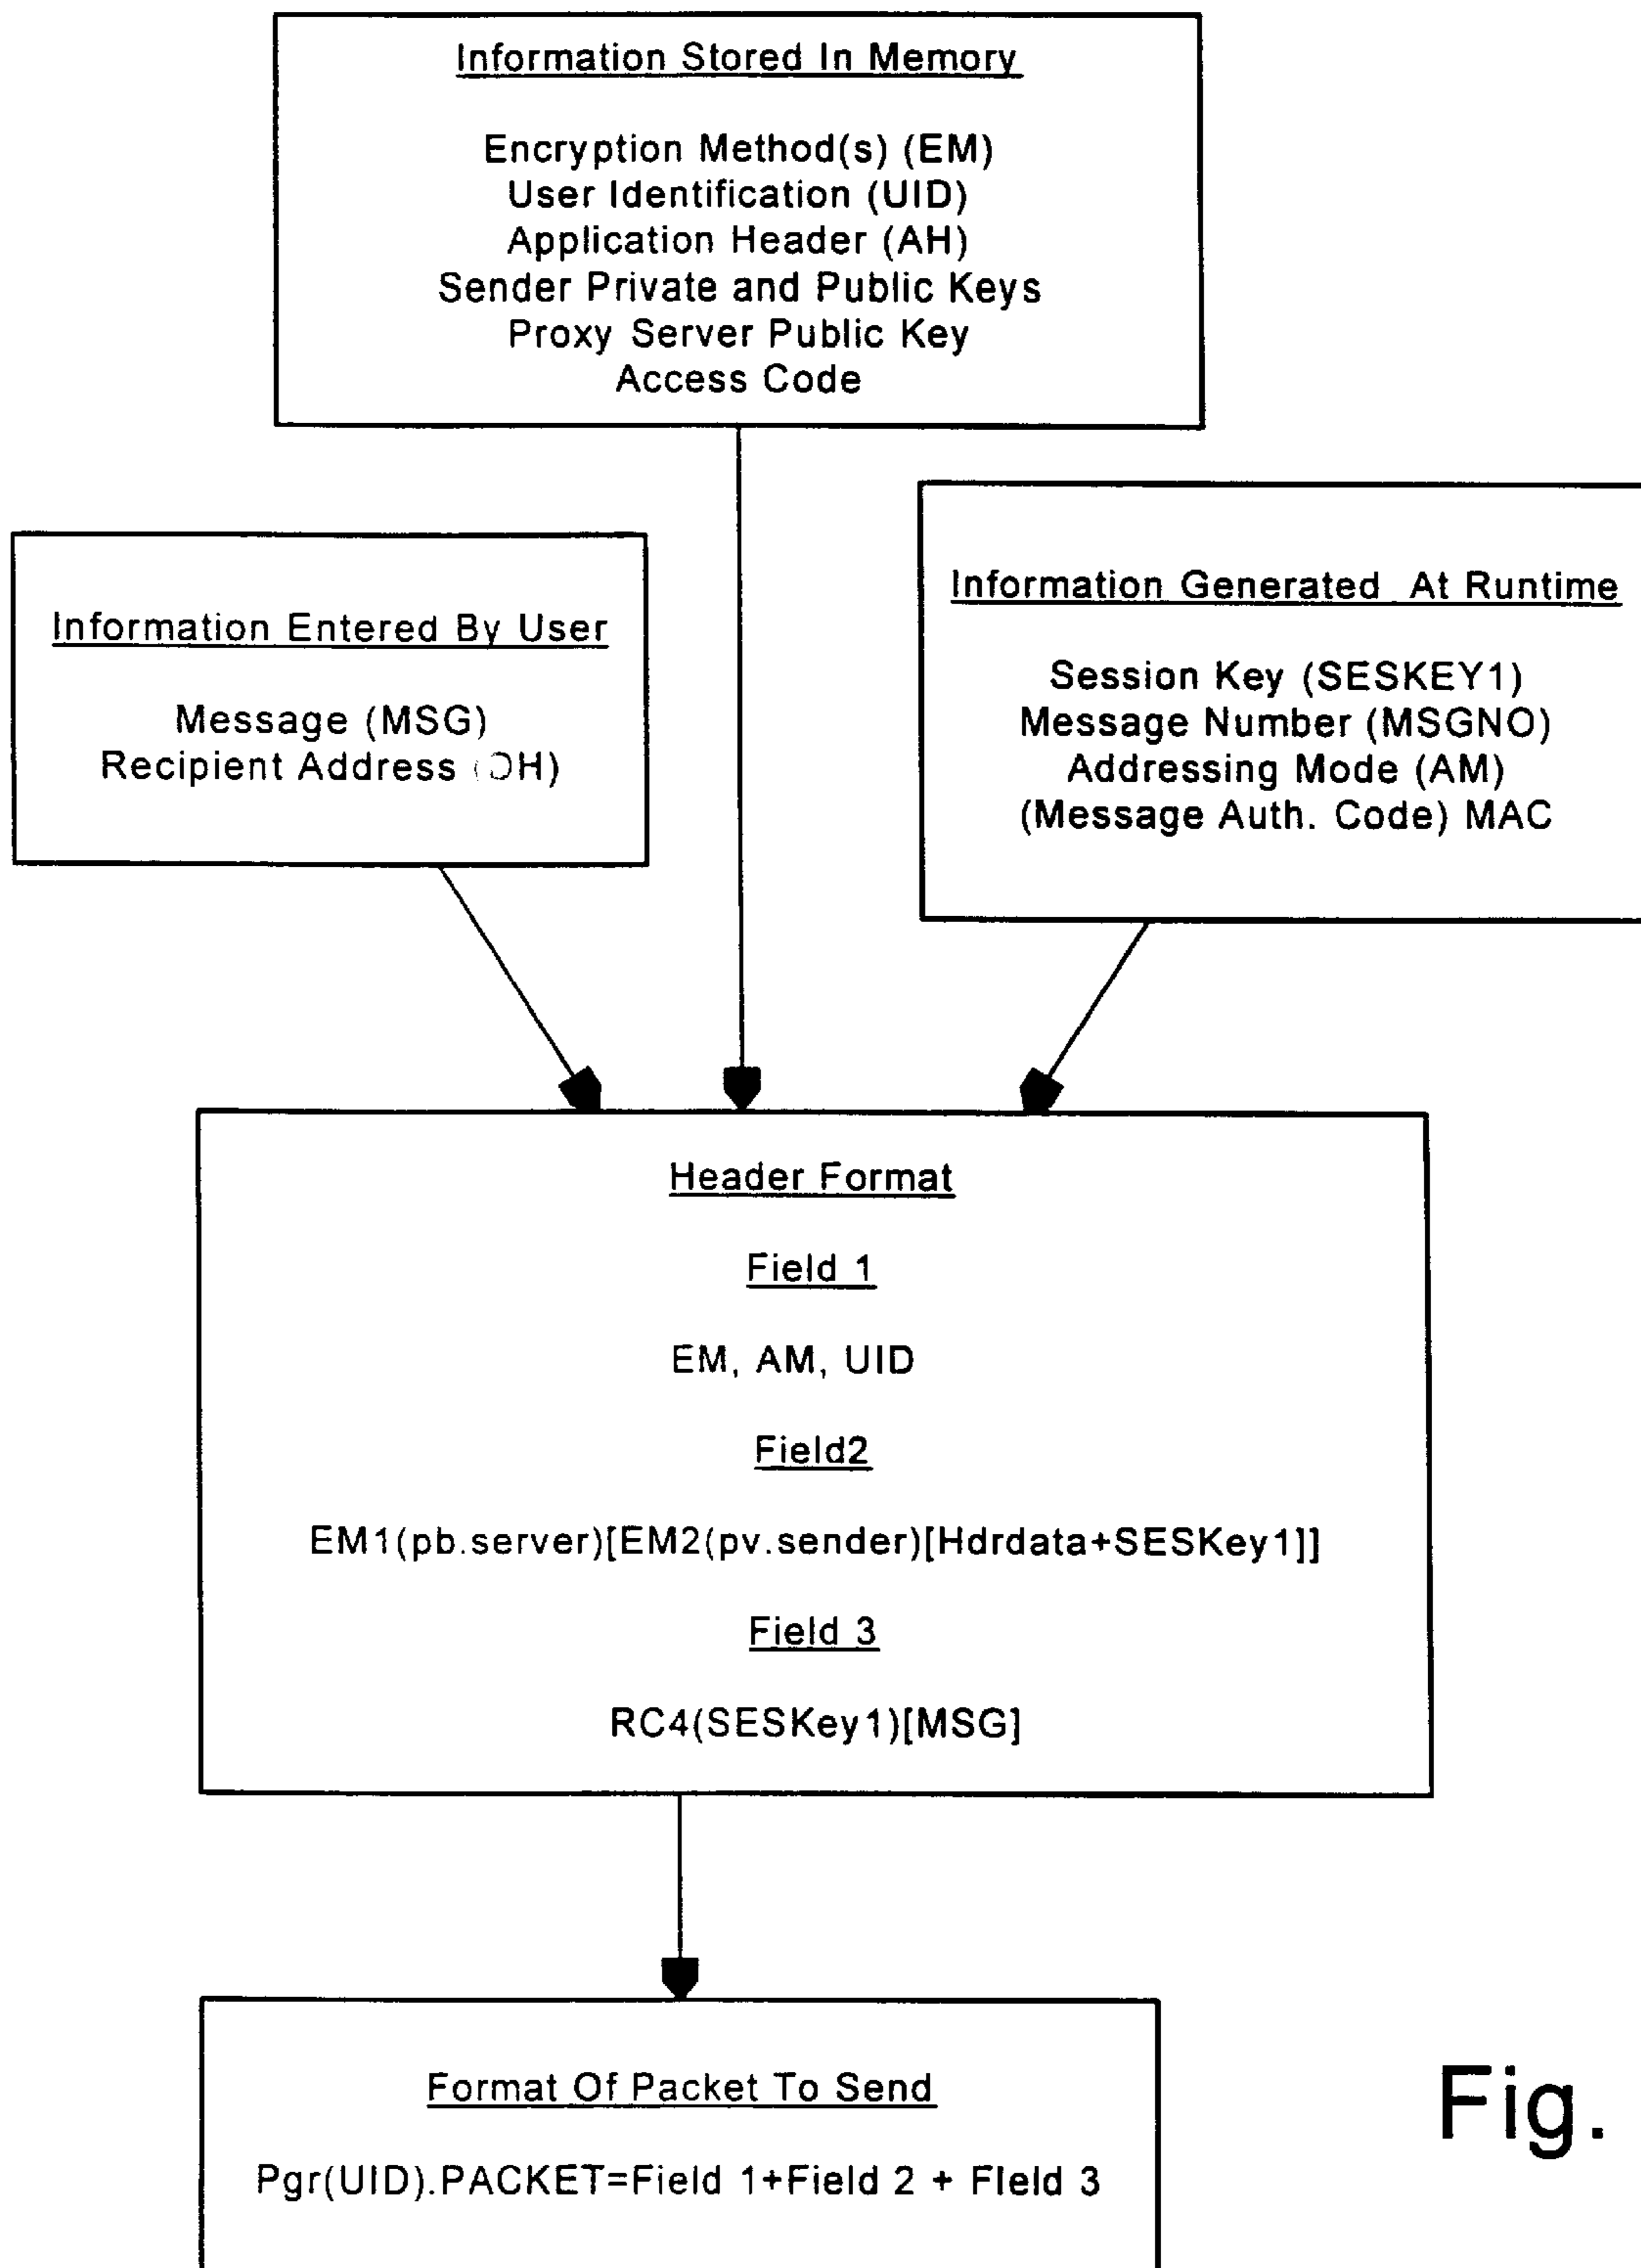 Information Stored In Memory
Encryption Method(s) (EM)
User Identification (UID)
Application Header (AH)
Sender Private and Public Keys
Proxy Server Public Key
Access Code
Information Entered By User
Message (MSG)
Recipient Address
Information Generated At Runtime
Session Key (SESKEY1)
Message Number (MSGNO)
Addressing Mode (AM)
(Message Auth. Code) MAC
Header Format
Field 1
EM, AM, UID
Field2
EM1(pb.server)[EM2(pv.sender)[Hdrdata+SESKey1]]
Field 3
RC4(SESKey1)[MSG]
Format Of Packet To Send
Pgr(UID).PACKET=Field 1+Field 2 + FIeld 3
Fig.